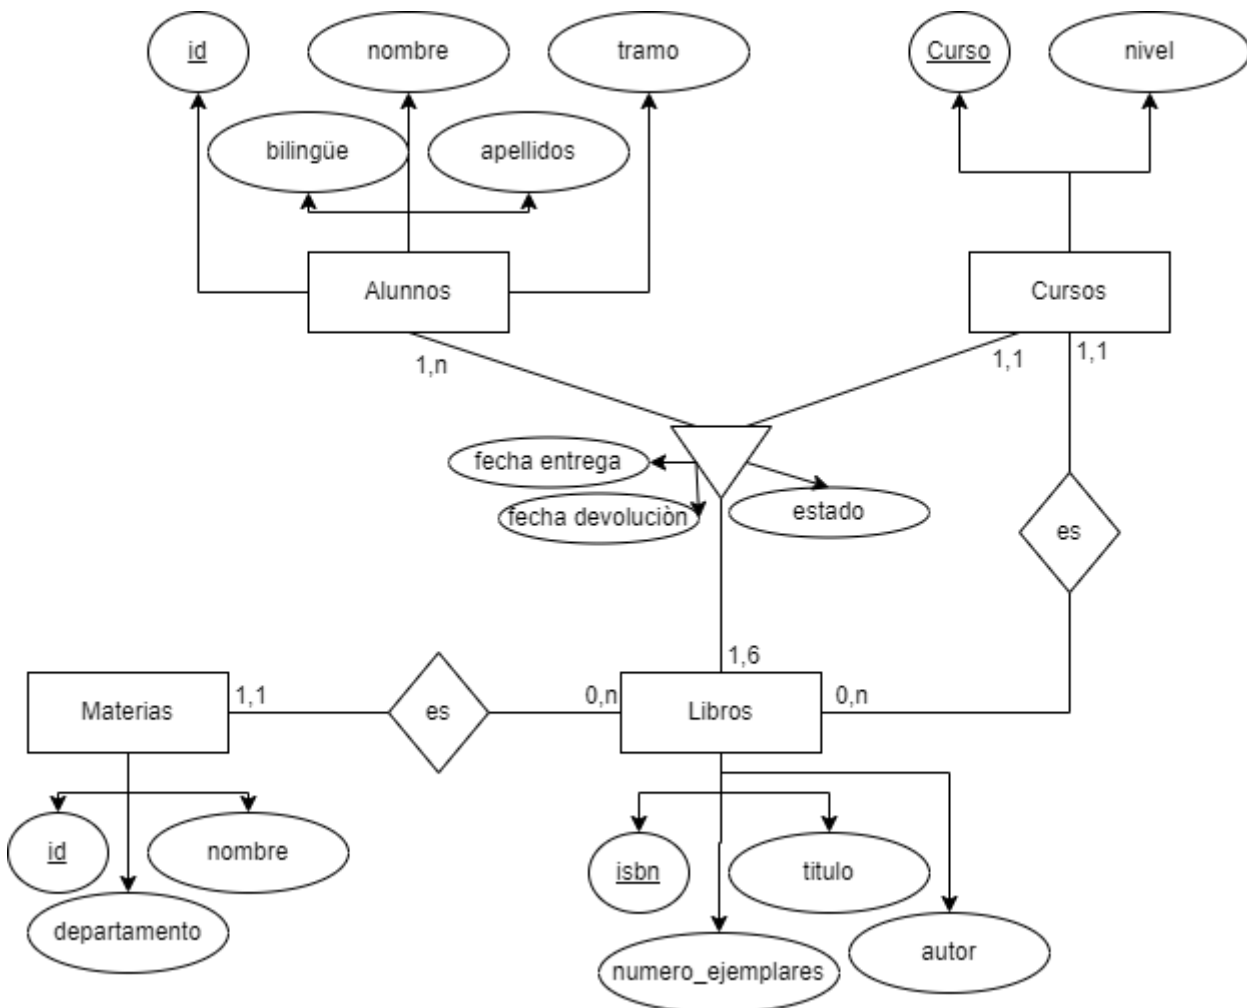 id
nombre
tramo
Curso
nivel
bilingüe
apellidos
Alunnos
Cursos
1,n
1,1
1,1
fecha entrega
fecha devoluciòn
estado
es
1,6
Materias
1,1
es
0,n
Libros
0,n
id
nombre
isbn
titulo
departamento
autor
numero_ejemplares